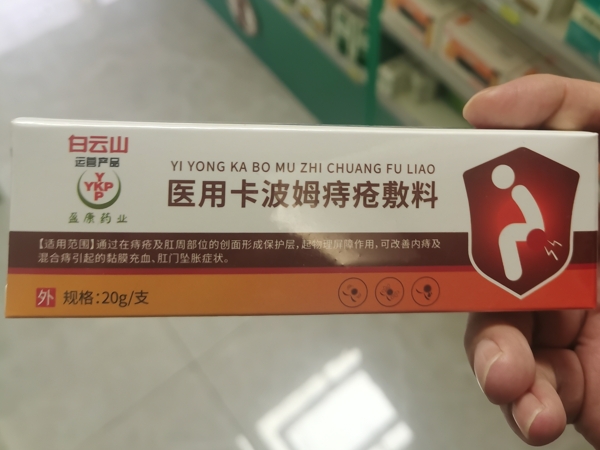 白云山
运营产品
Y
YKP
P
益康药业
YI YONG KA BO MU ZHI CHUANG FU LIAO
医用卡波姆痔疮敷料
【适用范围】通过在痔疮及肛周部位的创面形成保护层,起物理屏障作用,可改善内痔及
混合痔引起的黏膜充血、肛门坠胀症状。
外 规格:20g/支